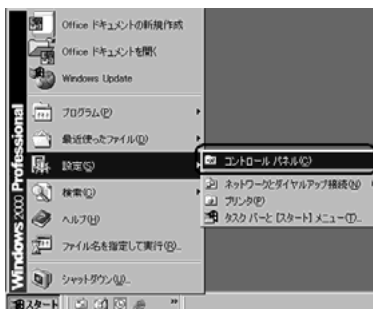 Office ドキュメントの新規作成
Office ドキュメントを開く
Windows Update
プログラム(P)
最近使ったファイル(D)
設定(S)
検索(C)
ヘルプ(H)
ファイル名を指定して実行(R)...
シャットダウン(U)...
コントロール パネル(C)
ネットワークとダイヤルアップ接続(N)
プリンタ(P)
タスク バーと [スタート] メニュー(T)...
Windows 2000 Professional
スタート
»